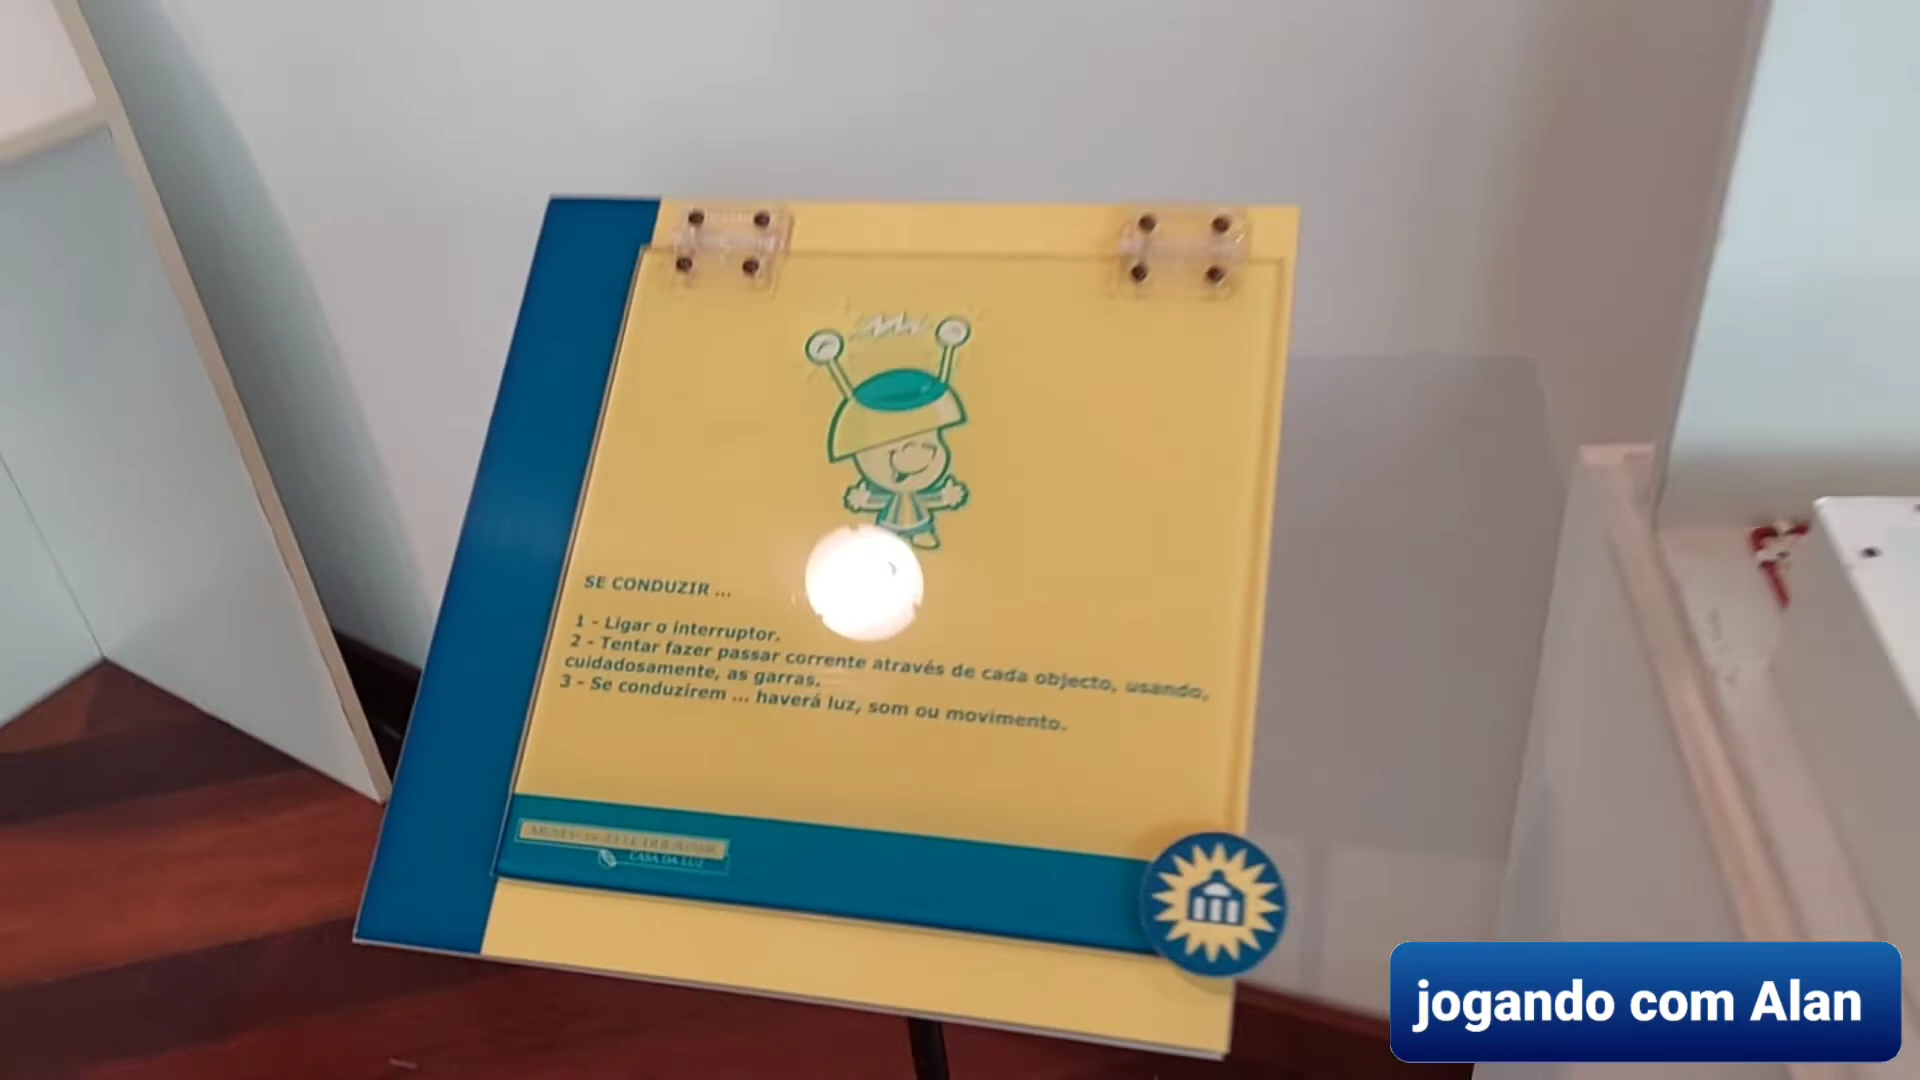 SE CONDUZIR ...
1 - Ligar o interruptor.
2 - Tentar fazer passar corrente através de cada objecto, usando,
cuidadosamente, as garras.
3 - Se conduzirem ... haverá luz, som ou movimento.
CASA DA LUZ
jogando com Alan